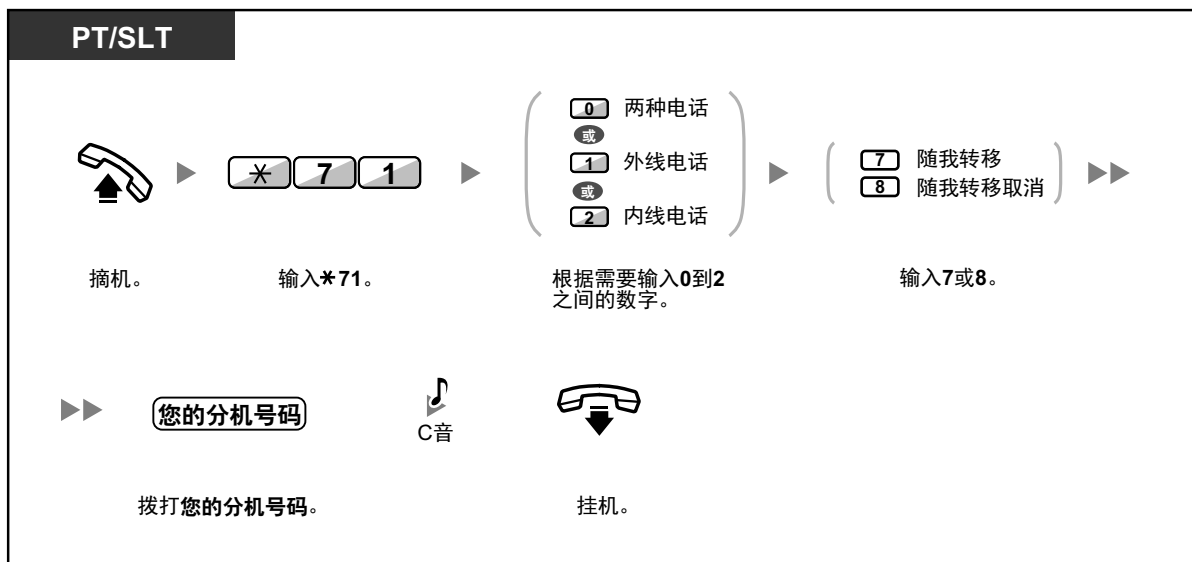 PT/SLT
0 两种电话
或
1 外线电话
或
2 内线电话
7 随我转移
8 随我转移取消
* 7 1
摘机。
输入*71。
根据需要输入0到2
之间的数字。
输入7或8。
您的分机号码
C音
拨打您的分机号码。
挂机。